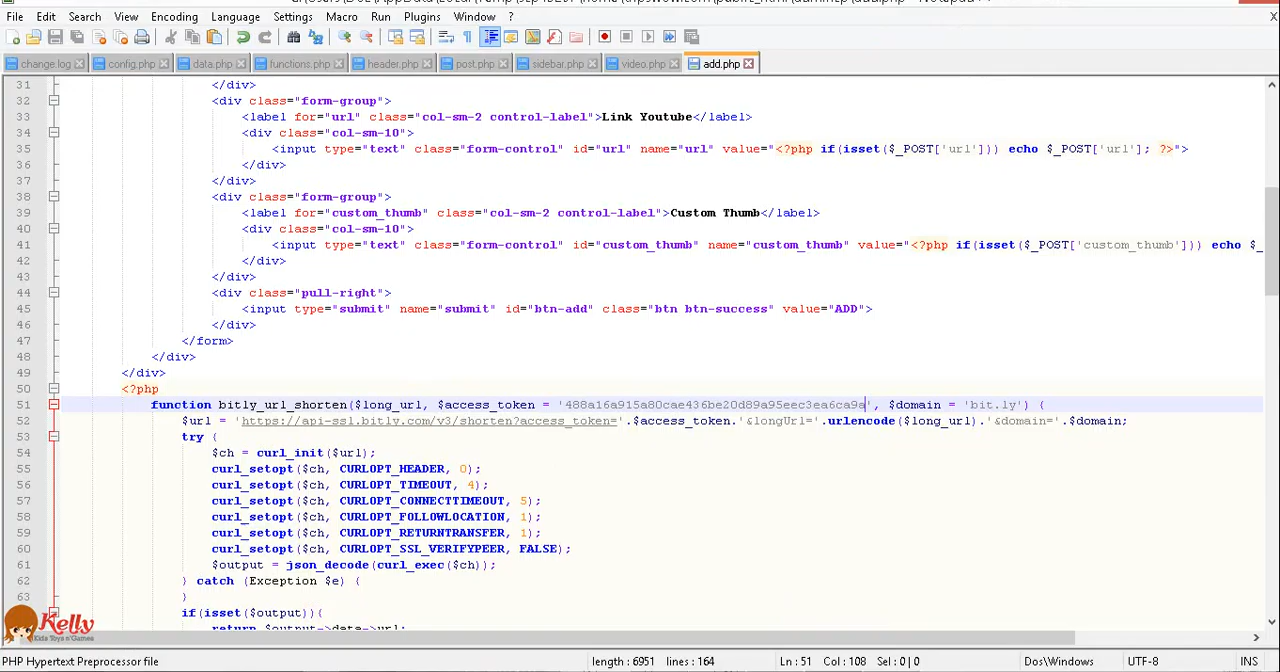 File Edit Search View Encoding Language Settings Macro Run Plugins Window ? X
change.log config.php data.php functions.php header.php post.php sidebar.php video.php add.php
31 </div>
32 <div class="form-group">
33 <label for="url" class="col-sm-2 control-label">Link Youtube</label>
34 <div class="col-sm-10">
35 <input type="text" class="form-control" id="url" name="url" value="<?php if(isset($_POST['url'])) echo $_POST['url']; ?>">
36 </div>
37 </div>
38 <div class="form-group">
39 <label for="custom_thumb" class="col-sm-2 control-label">Custom Thumb</label>
40 <div class="col-sm-10">
41 <input type="text" class="form-control" id="custom_thumb" name="custom_thumb" value="<?php if(isset($_POST['custom_thumb'])) echo $_
42 </div>
43 </div>
44 <div class="pull-right">
45 <input type="submit" name="submit" id="btn-add" class="btn btn-success" value="ADD">
46 </div>
47 </form>
48 </div>
49 </div>
50 <?php
51 function bitly_url_shorten($long_url, $access_token = '488a16a915a80cae436be20d89a95eec3ea6ca9s', $domain = 'bit.ly') {
52 $url = 'https://api-ssl.bitly.com/v3/shorten?access_token='.$access_token.'&longUrl='.urlencode($long_url).'&domain='.$domain;
53 try {
54 $ch = curl_init($url);
55 curl_setopt($ch, CURLOPT_HEADER, 0);
56 curl_setopt($ch, CURLOPT_TIMEOUT, 4);
57 curl_setopt($ch, CURLOPT_CONNECTTIMEOUT, 5);
58 curl_setopt($ch, CURLOPT_FOLLOWLOCATION, 1);
59 curl_setopt($ch, CURLOPT_RETURNTRANSFER, 1);
60 curl_setopt($ch, CURLOPT_SSL_VERIFYPEER, FALSE);
61 $output = json_decode(curl_exec($ch));
62 } catch (Exception $e) {
63 }
if(isset($output)){
return $output->data->url;
Kelly
Kids Toys n'Games
PHP Hypertext Preprocessor file length : 6951 lines : 164 Ln : 51 Col : 108 Sel : 0 | 0 Dos\Windows UTF-8 INS